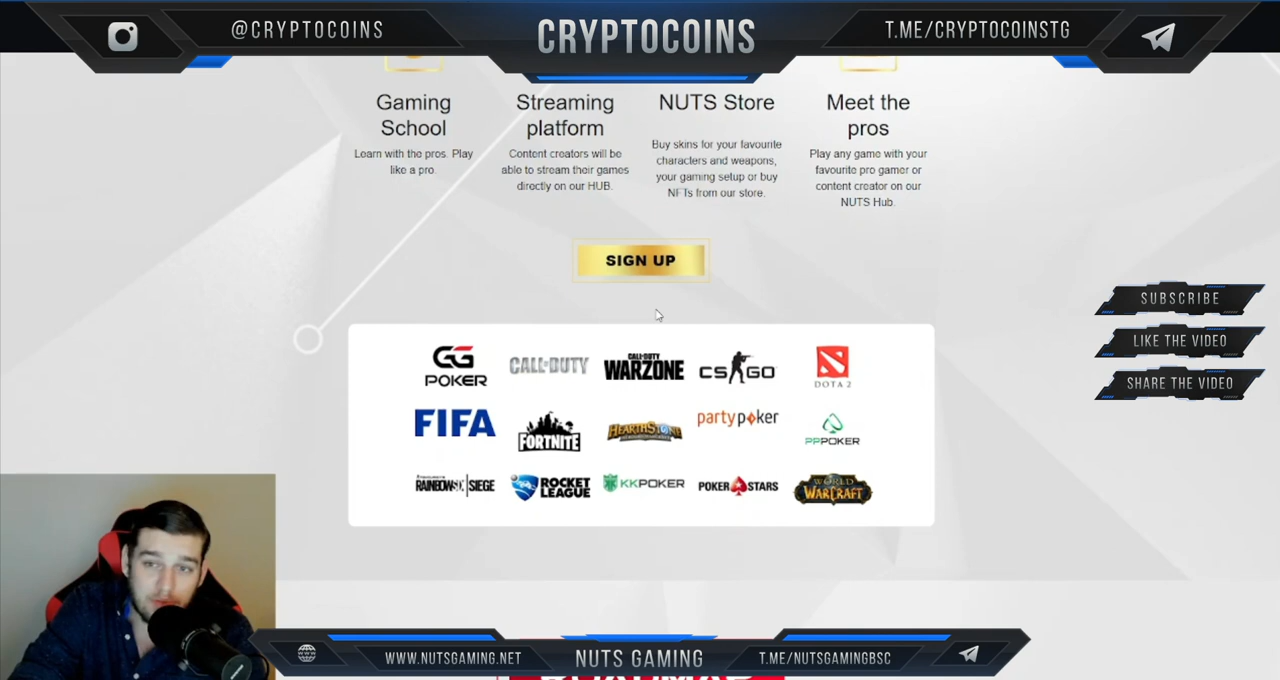 @CRYPTOCOINS
CRYPTOCOINS
T.ME/CRYPTOCOINSTG
Gaming
School
Learn with the pros. Play
like a pro.
Streaming
platform
Content creators will be
able to stream their games
directly on our HUB.
NUTS Store
Buy skins for your favourite
characters and weapons,
your gaming setup or buy
NFTs from our store.
Meet the
pros
Play any game with your
favourite pro gamer or
content creator on our
NUTS Hub.
SIGN UP
SUBSCRIBE
LIKE THE VIDEO
SHARE THE VIDEO
GG
POKER
CALL OF DUTY
CALL OF DUTY
WARZONE
CS GO
DOTA 2
FIFA
FORTNITE
HEARTHSTONE
partypoker
PPPOKER
RAINBOW SIX | SIEGE
ROCKET
LEAGUE
KKPOKER
POKER STARS
WORLD
WARCRAFT
WWW.NUTSGAMING.NET
NUTS GAMING
T.ME/NUTSGAMINGBSC
ROADMAP